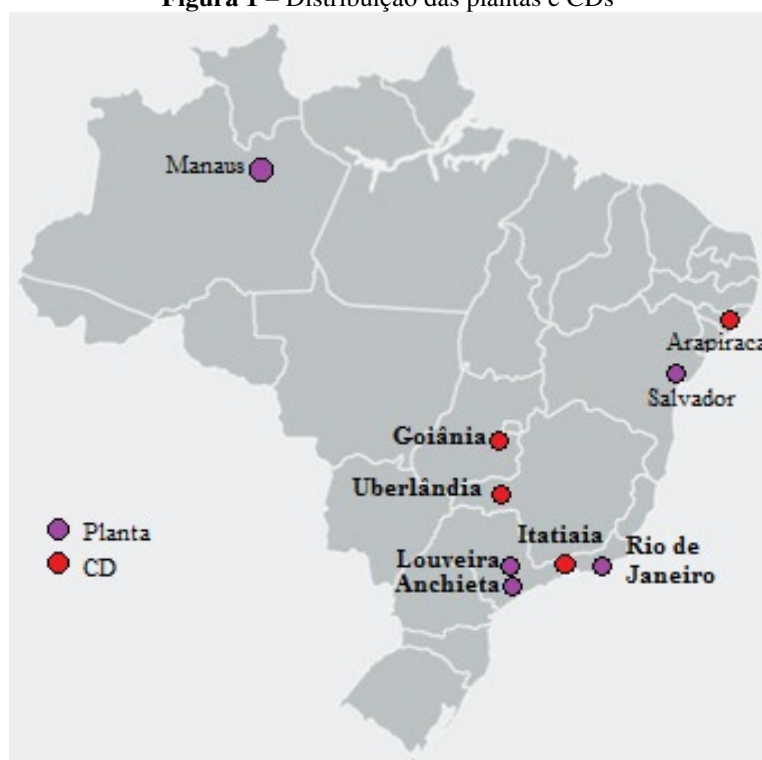 Figura 1 – Distribuição das plantas e CDs
Manaus
Arapiraca
Salvador
Goiânia
Uberlândia
Itatiaia
Planta
CD
Louveira
Anchieta
Rio de
Janeiro